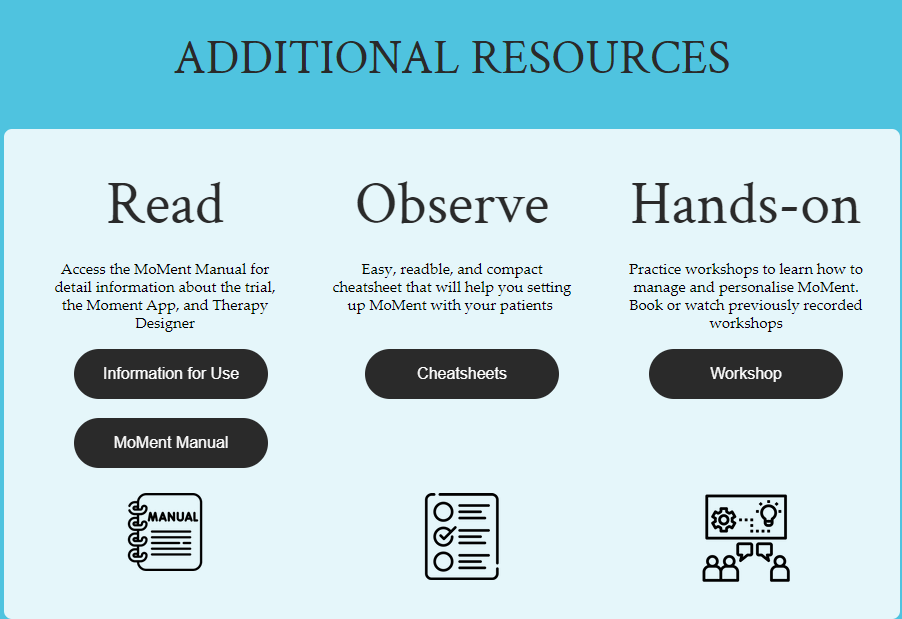 ADDITIONAL RESOURCES
Read
Access the MoMent Manual for
detail information about the trial,
the Moment App, and Therapy
Designer
Information for Use
MoMent Manual
MANUAL
Observe
Easy, readble, and compact
cheatsheet that will help you setting
up MoMent with your patients
Cheatsheets
Hands-on
Practice workshops to learn how to
manage and personalise MoMent.
Book or watch previously recorded
workshops
Workshop